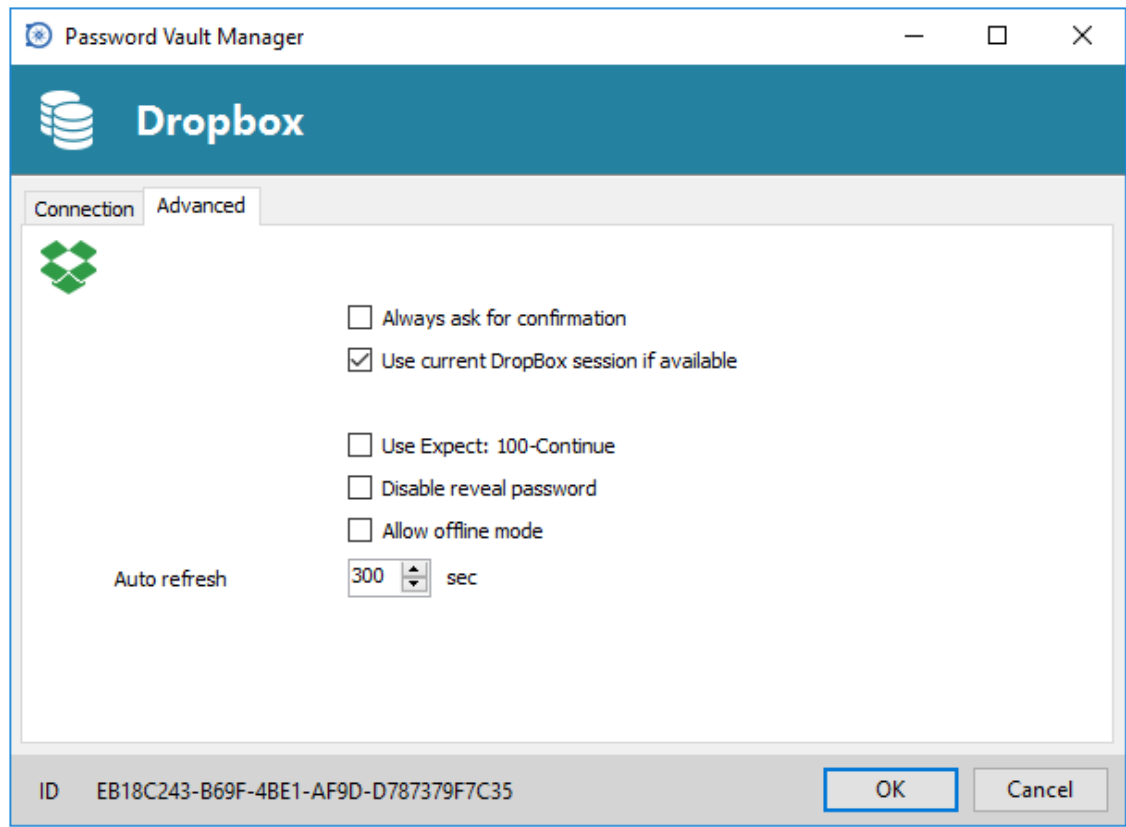 Password Vault Manager
Dropbox
Connection Advanced
Always ask for confirmation
Use current DropBox session if available
Use Expect: 100-Continue
Disable reveal password
Allow offline mode
Auto refresh 300 sec
ID EB18C243-B69F-4BE1-AF9D-D787379F7C35 OK Cancel